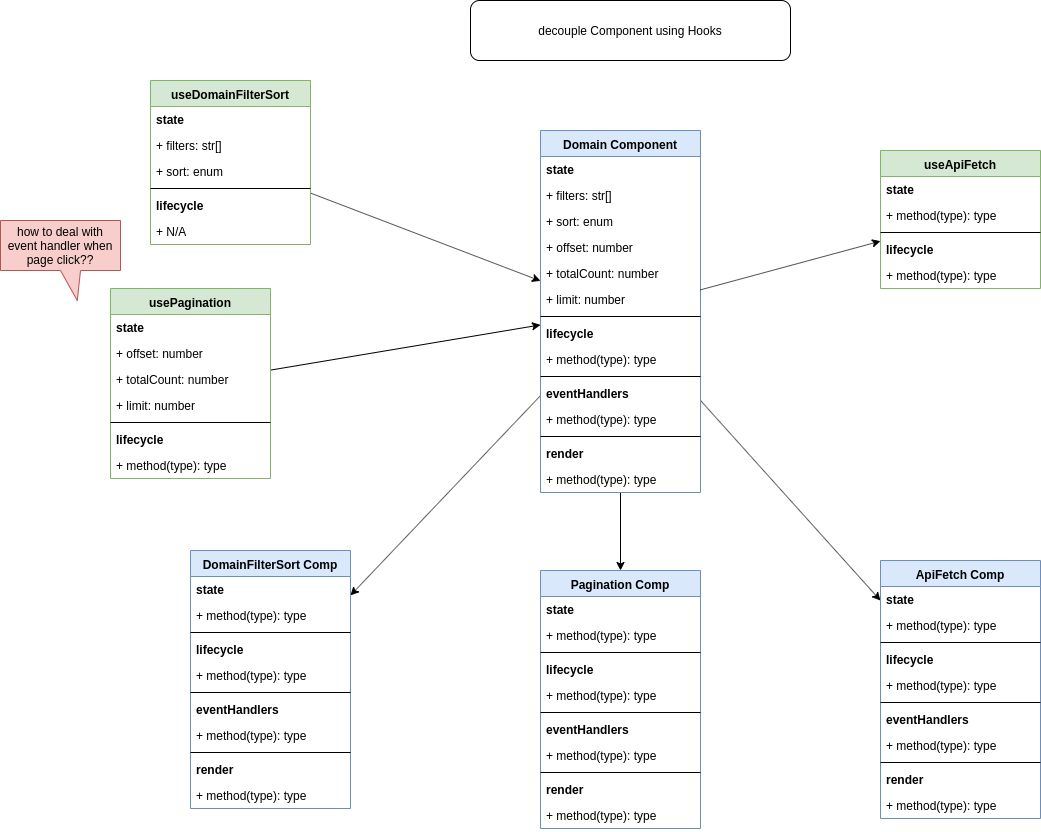 decouple Component using Hooks
useDomainFilterSort
state
+ filters: str[]
+ sort: enum
lifecycle
+ N/A
how to deal with
event handler when
page click??
usePagination
state
+ offset: number
+ totalCount: number
+ limit: number
lifecycle
+ method(type): type
Domain Component
state
+ filters: str[]
+ sort: enum
+ offset: number
+ totalCount: number
+ limit: number
lifecycle
+ method(type): type
eventHandlers
+ method(type): type
render
+ method(type): type
useApiFetch
state
+ method(type): type
lifecycle
+ method(type): type
DomainFilterSort Comp
state
+ method(type): type
lifecycle
+ method(type): type
eventHandlers
+ method(type): type
render
+ method(type): type
Pagination Comp
state
+ method(type): type
lifecycle
+ method(type): type
eventHandlers
+ method(type): type
render
+ method(type): type
ApiFetch Comp
state
+ method(type): type
lifecycle
+ method(type): type
eventHandlers
+ method(type): type
render
+ method(type): type